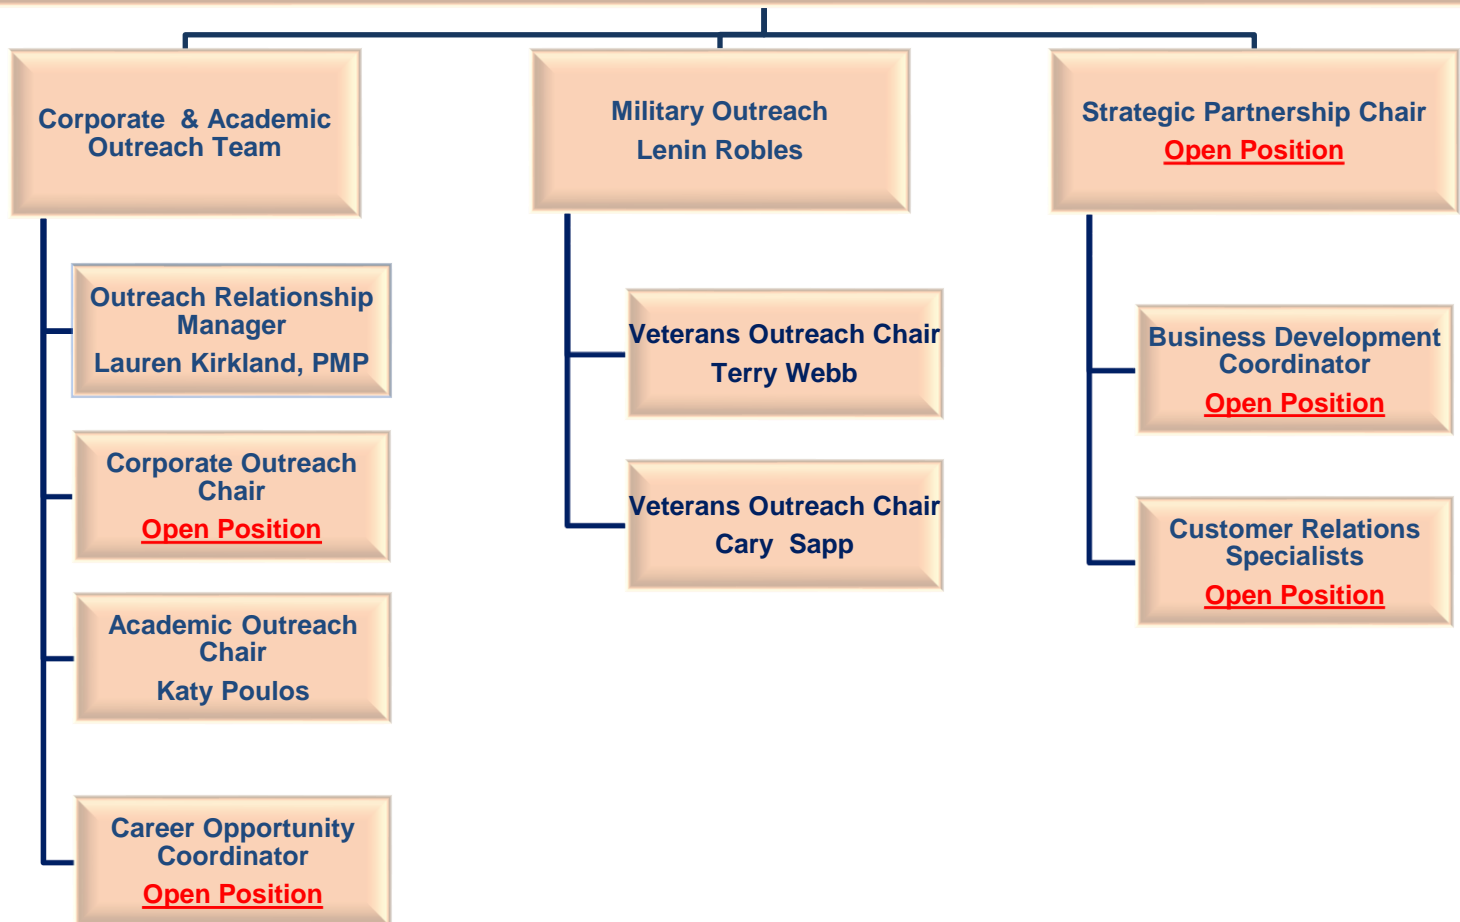 Corporate & Academic
Outreach Team
Outreach Relationship
Manager
Lauren Kirkland, PMP
Corporate Outreach
Chair
Open Position
Academic Outreach
Chair
Katy Poulos
Career Opportunity
Coordinator
Open Position
Military Outreach
Lenin Robles
Veterans Outreach Chair
Terry Webb
Veterans Outreach Chair
Cary Sapp
Strategic Partnership Chair
Open Position
Business Development
Coordinator
Open Position
Customer Relations
Specialists
Open Position